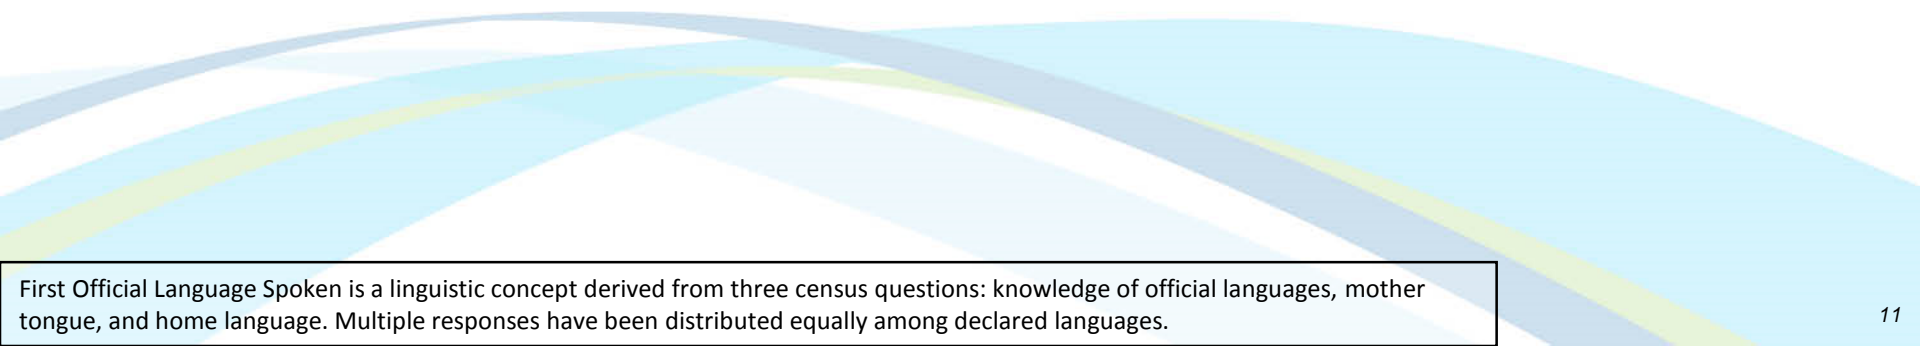 First Official Language Spoken is a linguistic concept derived from three census questions: knowledge of official languages, mother
tongue, and home language. Multiple responses have been distributed equally among declared languages.
11